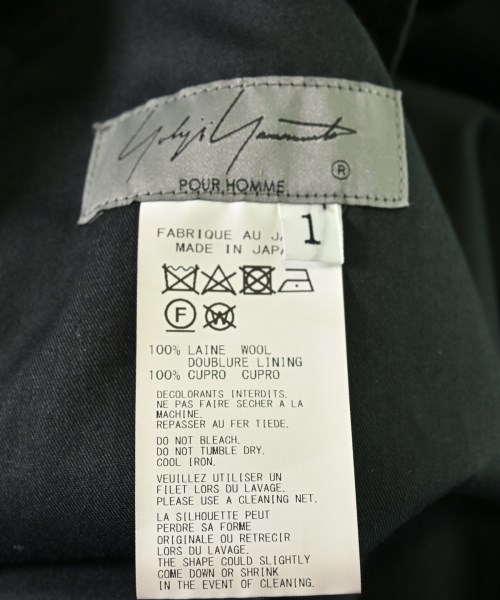 Yohji Yamamoto
®
POUR HOMME
1
FABRIQUE AU
MADE IN
F
W
100% LAINE WOOL
DOUBLURE LINING
100% CUPRO CUPRO
DECOLORANTS INTERDITS.
NE PAS FAIRE SECHER A LA
MACHINE.
REPASSER AU FER TIEDE.
DO NOT BLEACH.
DO NOT TUMBLE DRY.
COOL IRON.
VEUILLEZ UTILISER UN
FILET LORS DU LAVAGE.
PLEASE USE A CLEANING NET.
LA SILHOUETTE PEUT
PERDRE SA FORME
ORIGINALE OU RETRECIR
LORS DU LAVAGE.
THE SHAPE COULD SLIGHTLY
COME DOWN OR SHRINK
IN THE EVENT OF CLEANING.